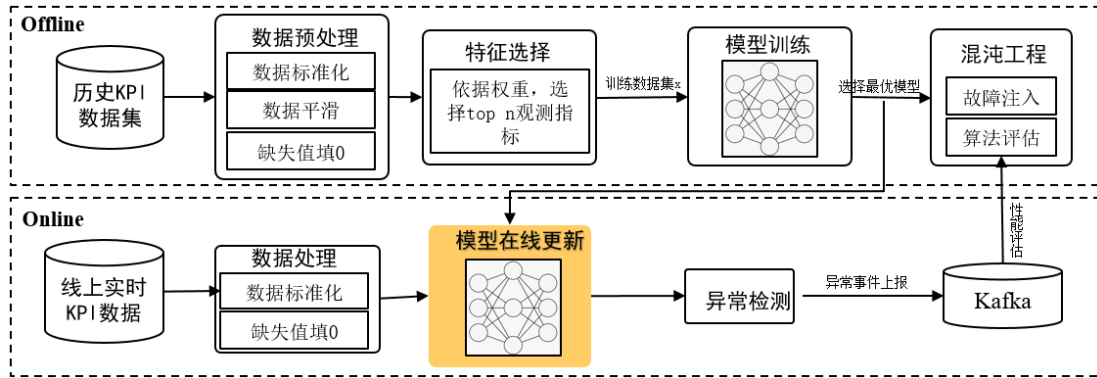 Offline
历史KPI
数据集
数据预处理
数据标准化
数据平滑
缺失值填0
特征选择
依据权重，选
择top n观测指
标
训练数据集x
模型训练
选择最优模型
混沌工程
故障注入
算法评估
Online
线上实时
KPI数据
数据处理
数据标准化
缺失值填0
模型在线更新
异常检测
异常事件上报
Kafka
性能评估